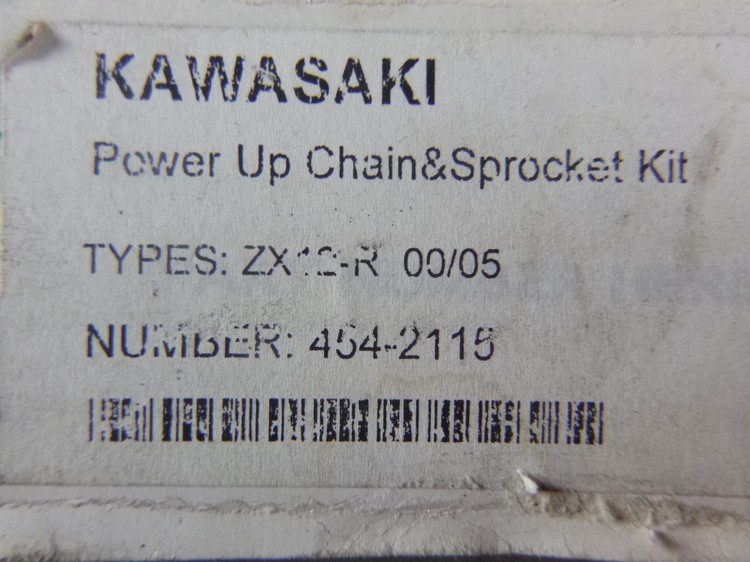 KAWASAKI
Power Up Chain&Sprocket Kit
TYPES: ZX12-R 00/05
NUMBER: 454-2115